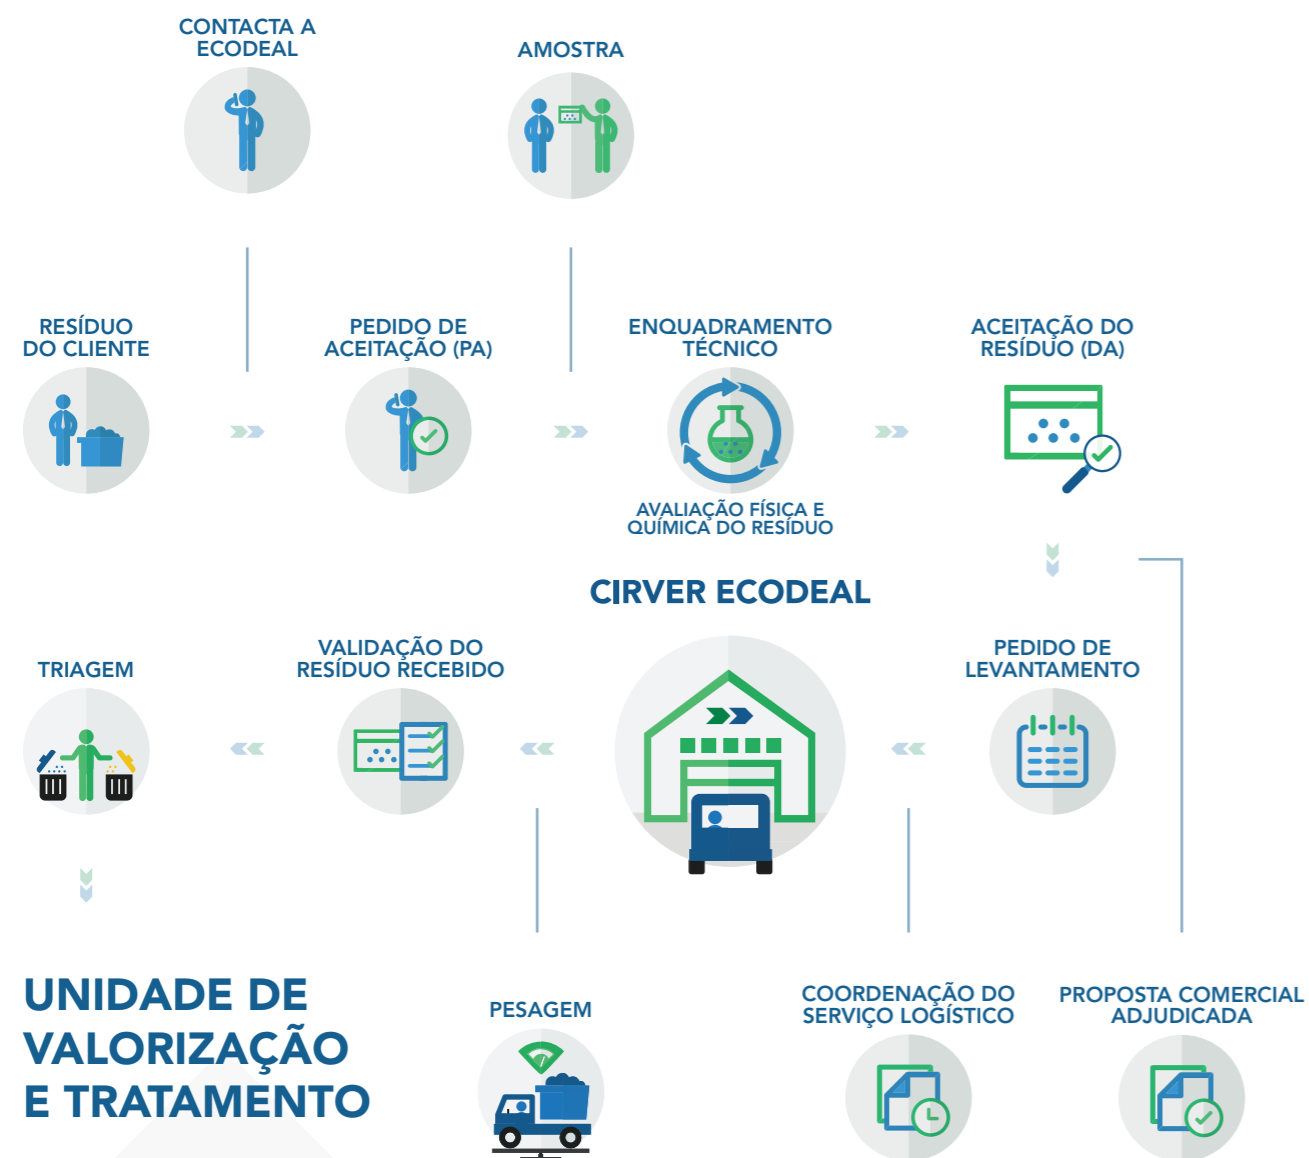 CONTACTA A
ECODEAL
AMOSTRA
RESÍDUO
DO CLIENTE
PEDIDO DE
ACEITAÇÃO (PA)
ENQUADRAMENTO
TÉCNICO
ACEITAÇÃO DO
RESÍDUO (DA)
AVALIAÇÃO FÍSICA E
QUÍMICA DO RESÍDUO
CIRVER ECODEAL
TRIAGEM
VALIDAÇÃO DO
RESÍDUO RECEBIDO
PEDIDO DE
LEVANTAMENTO
UNIDADE DE
VALORIZAÇÃO
E TRATAMENTO
PESAGEM
COORDENAÇÃO DO
SERVIÇO LOGÍSTICO
PROPOSTA COMERCIAL
ADJUDICADA